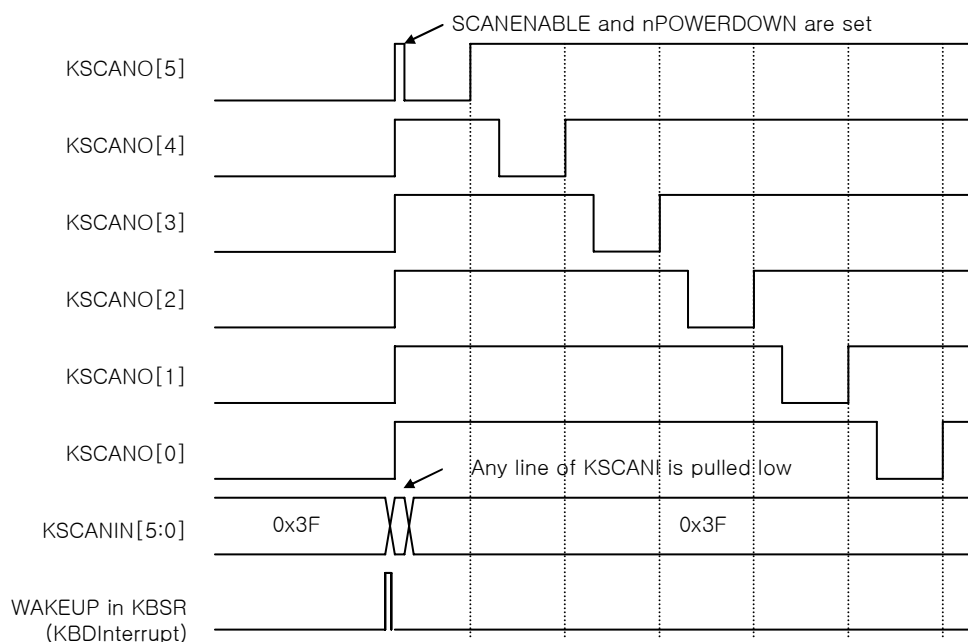 SCANENABLE and nPOWERDOWN are set
KSCANO[5]
KSCANO[4]
KSCANO[3]
KSCANO[2]
KSCANO[1]
KSCANO[0]
Any line of KSCANI is pulled low
KSCANIN[5:0]
0x3F
0x3F
WAKEUP in KBSR
(KBDInterrupt)